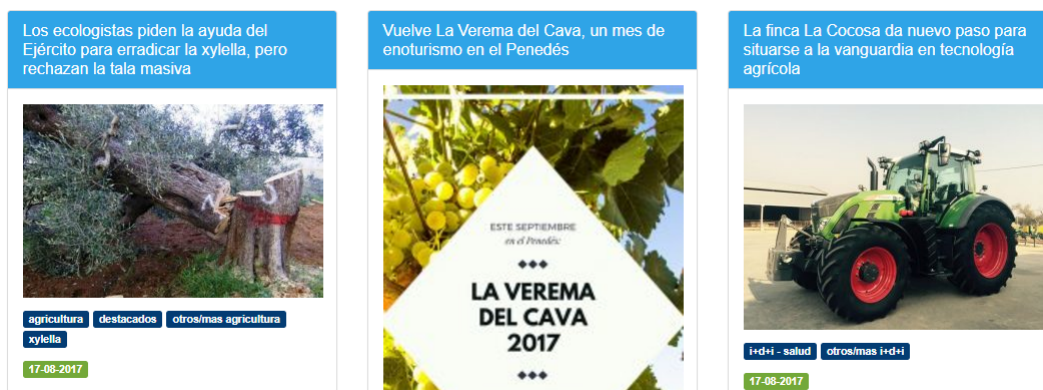 Los ecologistas piden la ayuda del
Ejército para erradicar la xylella, pero
rechazan la tala masiva
agricultura
destacados
otros/mas agricultura
xylella
17-08-2017
Vuelve La Verema del Cava, un mes de
enoturismo en el Penedés
ESTE SEPTIEMBRE
en el Penedés:
LA VEREMA
DEL CAVA
2017
La finca La Cocosa da nuevo paso para
situarse a la vanguardia en tecnología
agrícola
i+d+i - salud
otros/mas i+d+i
17-08-2017